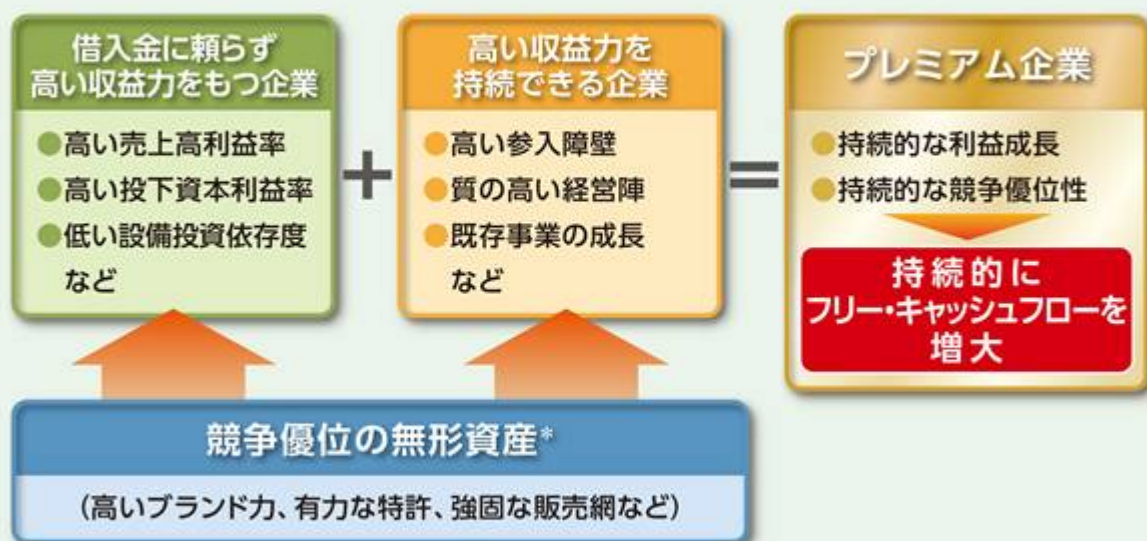 借入金に頼らず
高い収益力をもつ企業
●高い売上高利益率
●高い投下資本利益率
●低い設備投資依存度
など
+
高い収益力を
持続できる企業
●高い参入障壁
●質の高い経営陣
●既存事業の成長
など
=
プレミアム企業
●持続的な利益成長
●持続的な競争優位性
持続的に
フリー・キャッシュフローを
増大
競争優位の無形資産*
(高いブランド力、有力な特許、強固な販売網など)